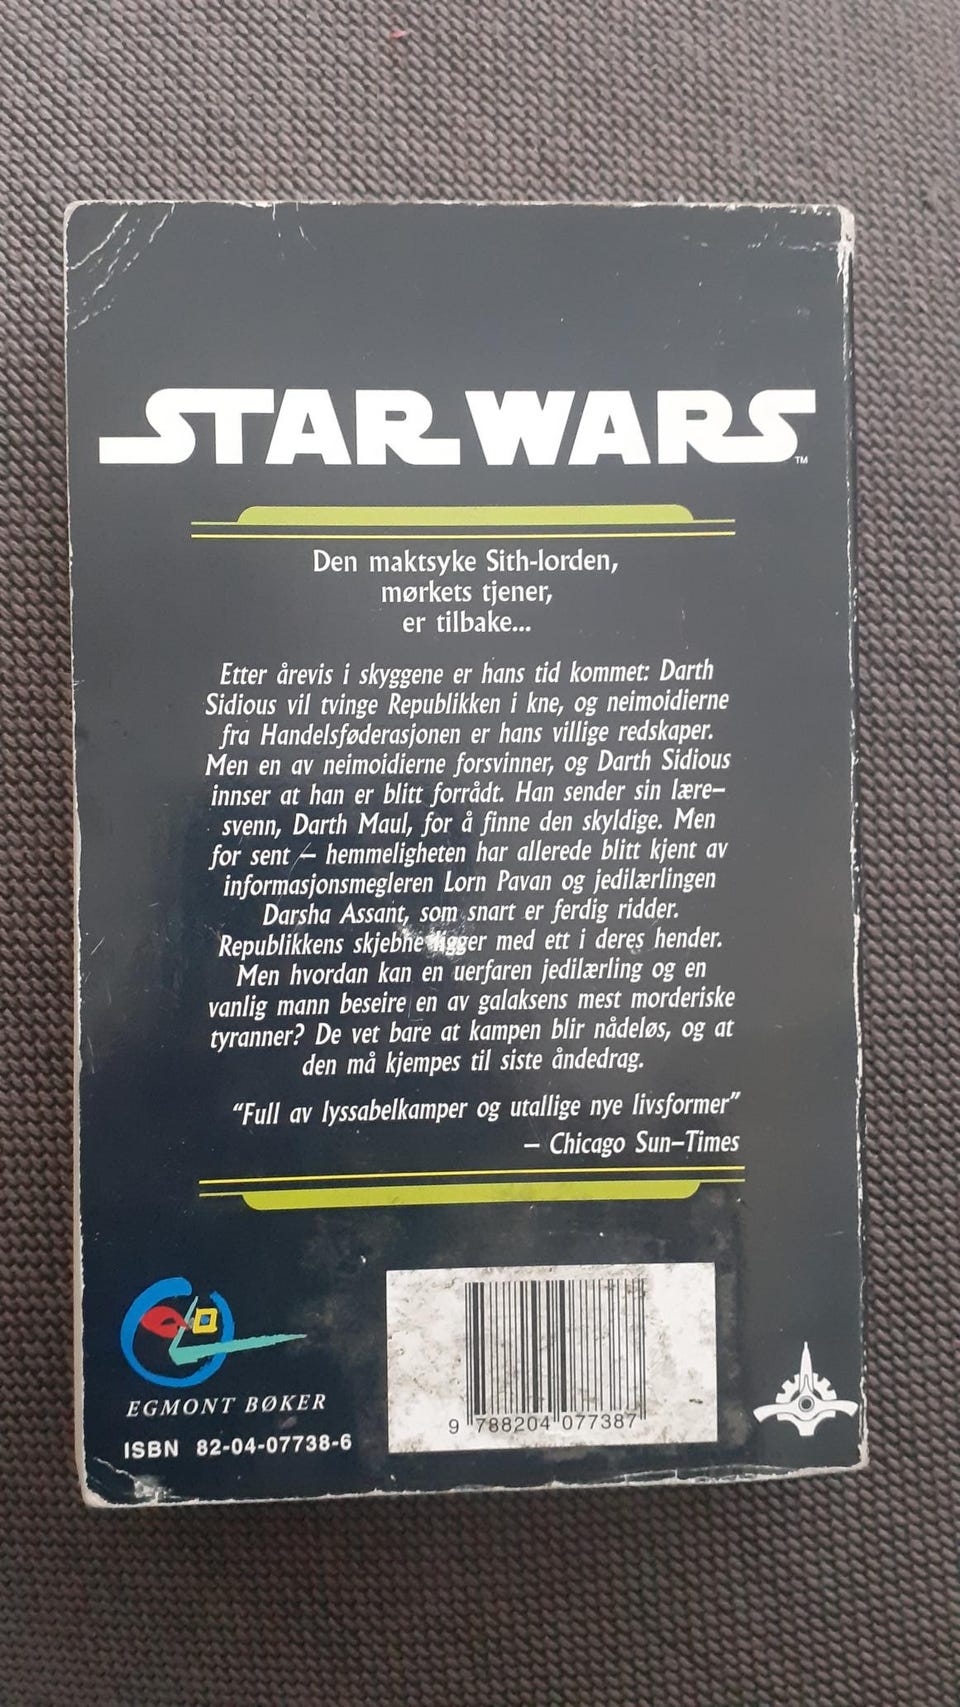 STAR WARS
TM
Den maktsyke Sith-lorden,
mørkets tjener,
er tilbake...
Etter årevis i skyggene er hans tid kommet: Darth
Sidious vil tvinge Republikken i kne, og neimoidierne
fra Handelsføderasjonen er hans villige redskaper.
Men en av neimoidierne forsvinner, og Darth Sidious
innser at han er blitt forrådt. Han sender sin lære–
svenn, Darth Maul, for å finne den skyldige. Men
for sent – hemmeligheten har allerede blitt kjent av
informasjonsmegleren Lorn Pavan og jedilærlingen
Darsha Assant, som snart er ferdig ridder.
Republikkens skjebne ligger med ett i deres hender.
Men hvordan kan en uerfaren jedilærling og en
vanlig mann beseire en av galaksens mest morderiske
tyranner? De vet bare at kampen blir nådeløs, og at
den må kjempes til siste åndedrag.
“Full av lyssabelkamper og utallige nye livsformer”
– Chicago Sun–Times
EGMONT BØKER
ISBN 82-04-07738-6
9 788204 077387